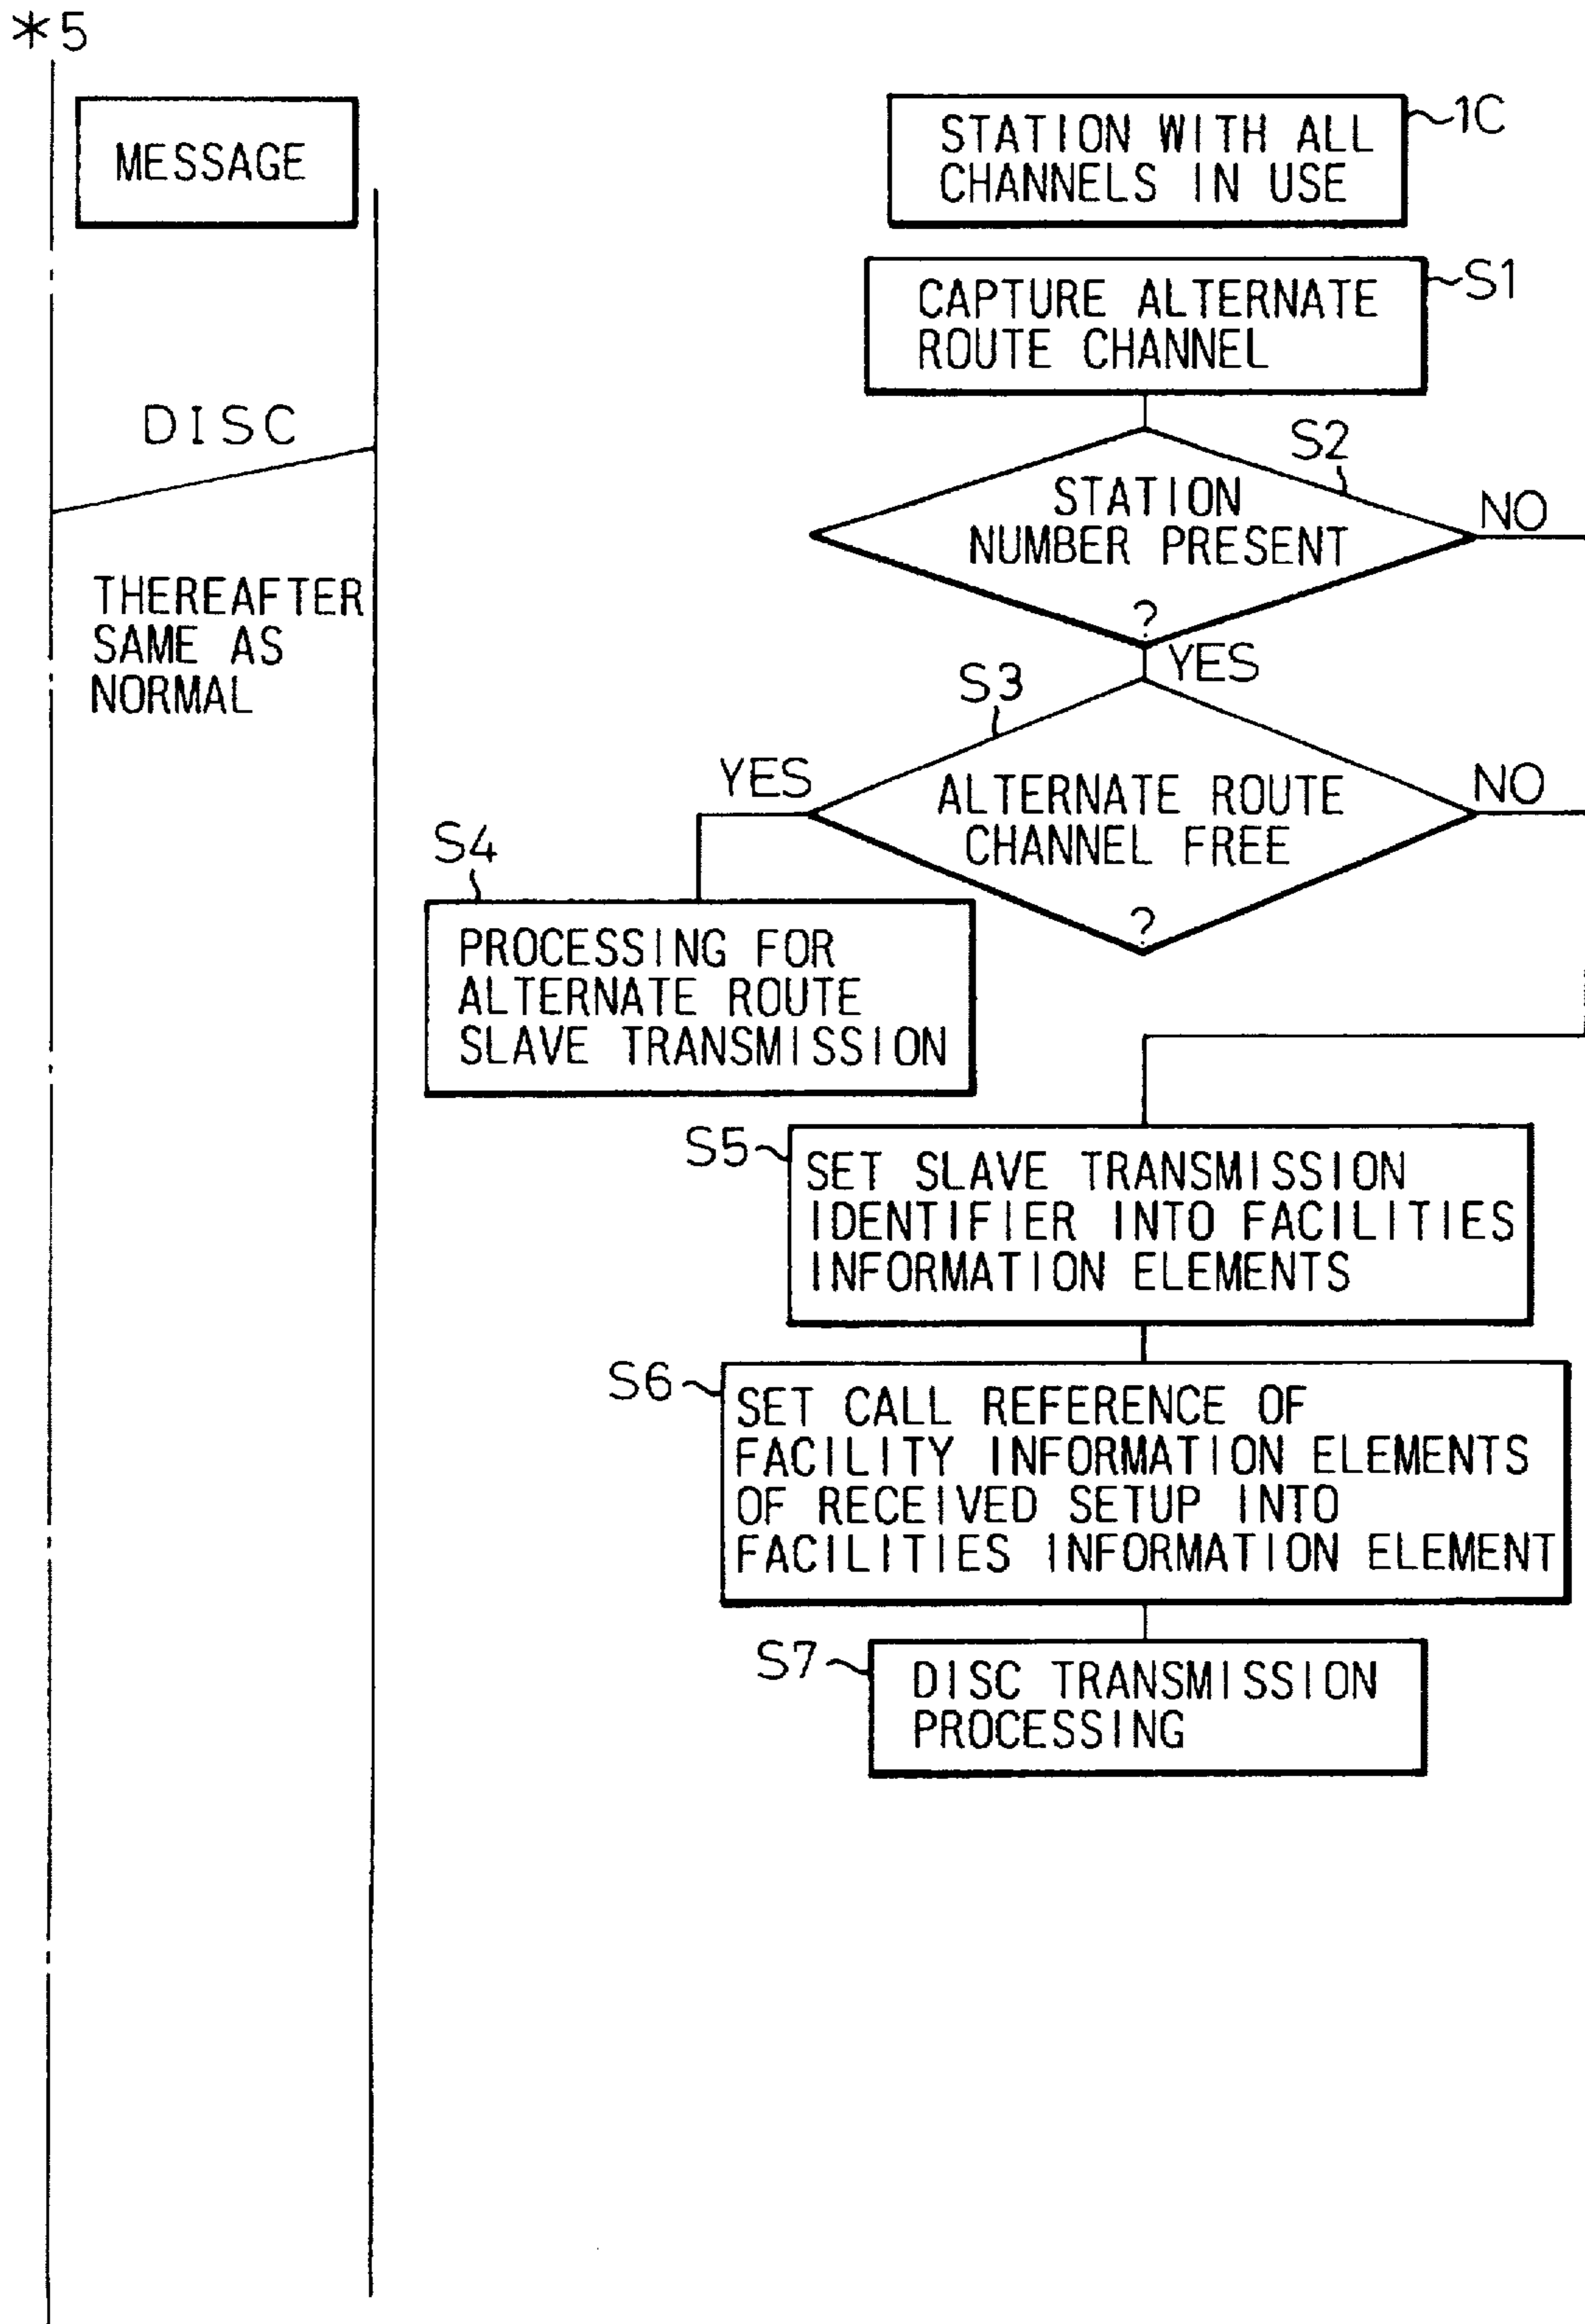 *5
MESSAGE
DISC
THEREAFTER
SAME AS
NORMAL
STATION WITH ALL
CHANNELS IN USE
1C
CAPTURE ALTERNATE
ROUTE CHANNEL
S1
S2
STATION
NUMBER PRESENT
?
NO
YES
S3
ALTERNATE ROUTE
CHANNEL FREE
?
YES
NO
S4
PROCESSING FOR
ALTERNATE ROUTE
SLAVE TRANSMISSION
S5
SET SLAVE TRANSMISSION
IDENTIFIER INTO FACILITIES
INFORMATION ELEMENTS
S6
SET CALL REFERENCE OF
FACILITY INFORMATION ELEMENTS
OF RECEIVED SETUP INTO
FACILITIES INFORMATION ELEMENT
S7
DISC TRANSMISSION
PROCESSING